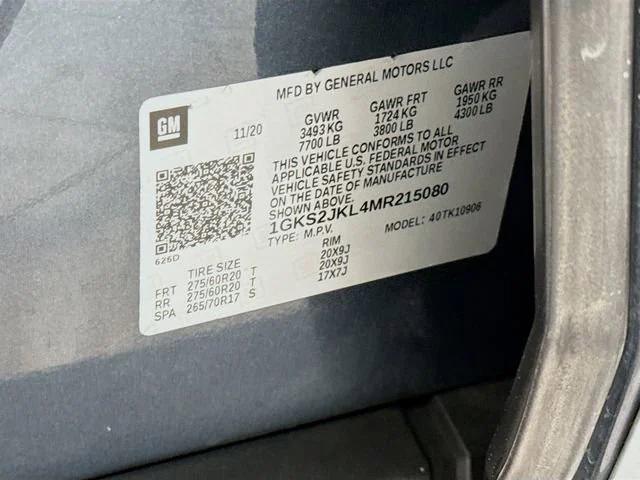 MFD BY GENERAL MOTORS LLC
GM
11/20
GVWR
3493 KG
7700 LB
GAWR FRT
1724 KG
3800 LB
GAWR RR
1950 KG
4300 LB
THIS VEHICLE CONFORMS TO ALL
APPLICABLE U.S. FEDERAL MOTOR
VEHICLE SAFETY STANDARDS IN EFFECT
ON THE DATE OF MANUFACTURE
SHOWN ABOVE.
1GKS2JKL4MR215080
TYPE: M.P.V. MODEL: 40TK10906
626D
TIRE SIZE RIM
FRT 275/60R20 T 20X9J
RR 275/60R20 T 20X9J
SPA 265/70R17 S 17X7J